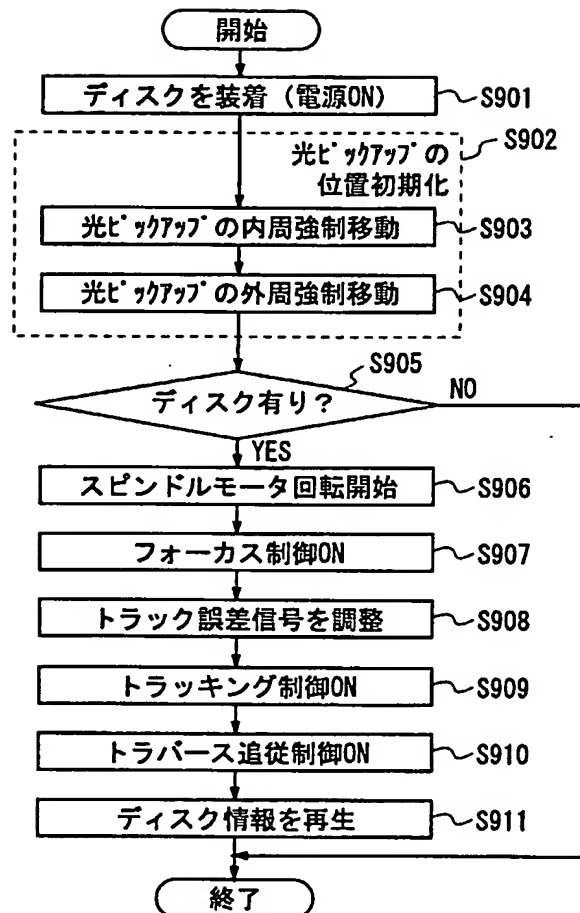 開始
ディスクを装着（電源ON）
S901
S902
光ピックアップの
位置初期化
光ピックアップの内周強制移動
S903
光ピックアップの外周強制移動
S904
S905
ディスク有り？
NO
YES
スピンドルモータ回転開始
S906
フォーカス制御ON
S907
トラック誤差信号を調整
S908
トラッキング制御ON
S909
トラバース追従制御ON
S910
ディスク情報を再生
S911
終了